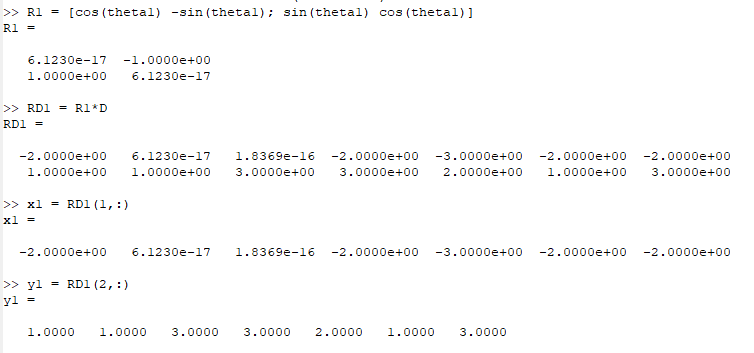 >> R1 = [cos(theta1) -sin(theta1); sin(theta1) cos(theta1)]
R1 =
6.1230e-17 -1.0000e+00
1.0000e+00 6.1230e-17
>> RD1 = R1*D
RD1 =
-2.0000e+00 6.1230e-17 1.8369e-16 -2.0000e+00 -3.0000e+00 -2.0000e+00 -2.0000e+00
1.0000e+00 1.0000e+00 3.0000e+00 3.0000e+00 2.0000e+00 1.0000e+00 3.0000e+00
>> x1 = RD1(1,:)
x1 =
-2.0000e+00 6.1230e-17 1.8369e-16 -2.0000e+00 -3.0000e+00 -2.0000e+00 -2.0000e+00
>> y1 = RD1(2,:)
y1 =
1.0000 1.0000 3.0000 3.0000 2.0000 1.0000 3.0000